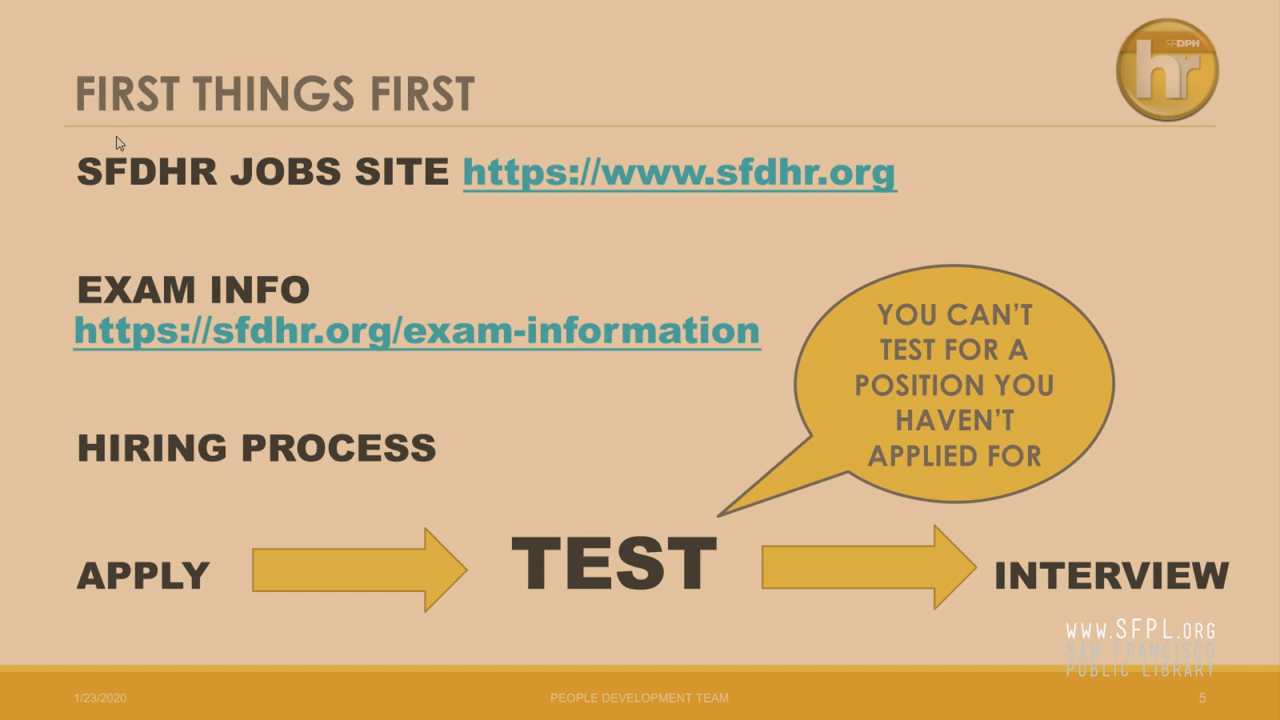 SFDPH
hr
FIRST THINGS FIRST
SFDHR JOBS SITE https://www.sfdhr.org
EXAM INFO
https://sfdhr.org/exam-information
YOU CAN'T
TEST FOR A
POSITION YOU
HAVEN'T
APPLIED FOR
HIRING PROCESS
APPLY
TEST
INTERVIEW
WWW.SFPL.ORG
SAN FRANCISCO
PUBLIC LIBRARY
1/23/2020
PEOPLE DEVELOPMENT TEAM
5